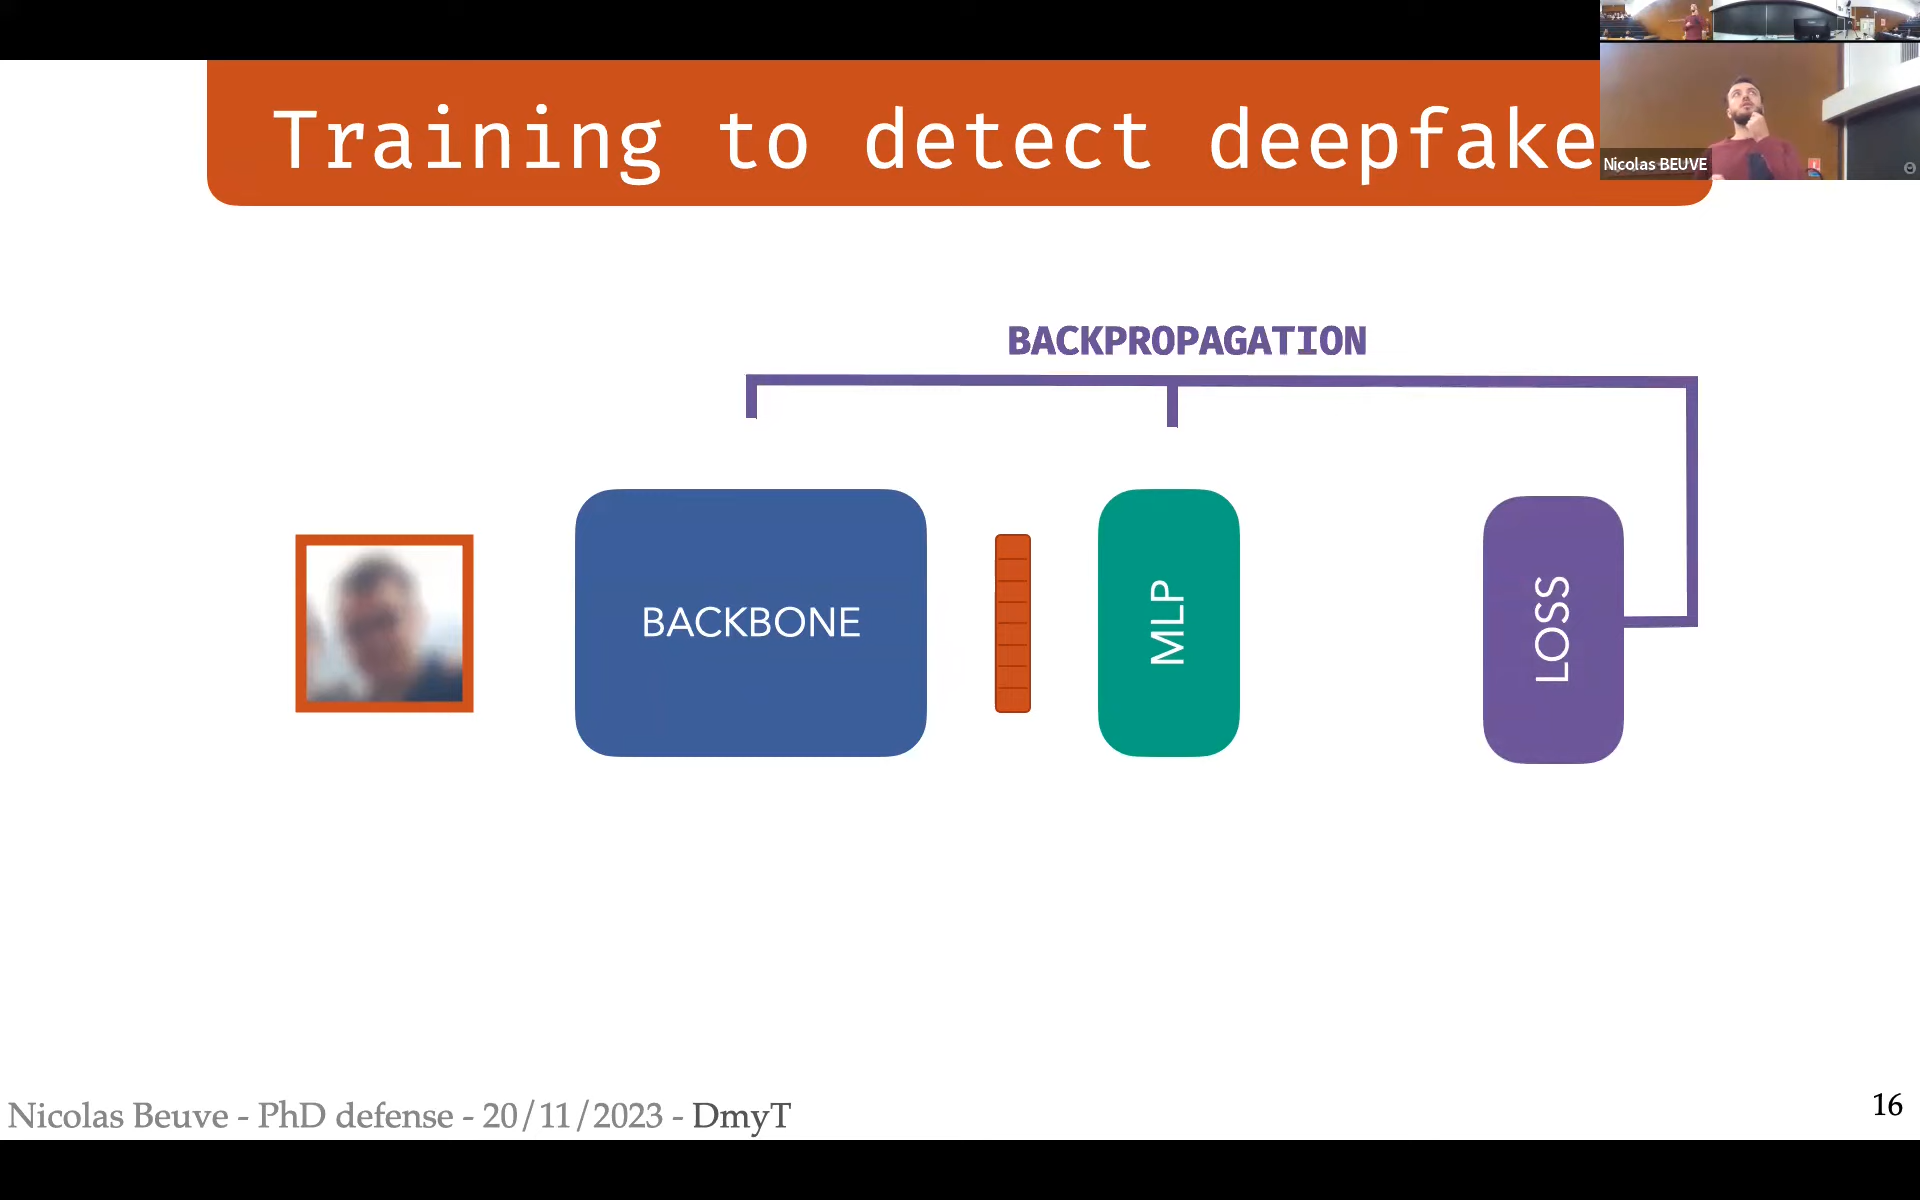 Training to detect deepfake
Nicolas BEUVE
BACKPROPAGATION
BACKBONE
MLP
LOSS
Nicolas Beuve - PhD defense - 20/11/2023 - DmyT
16